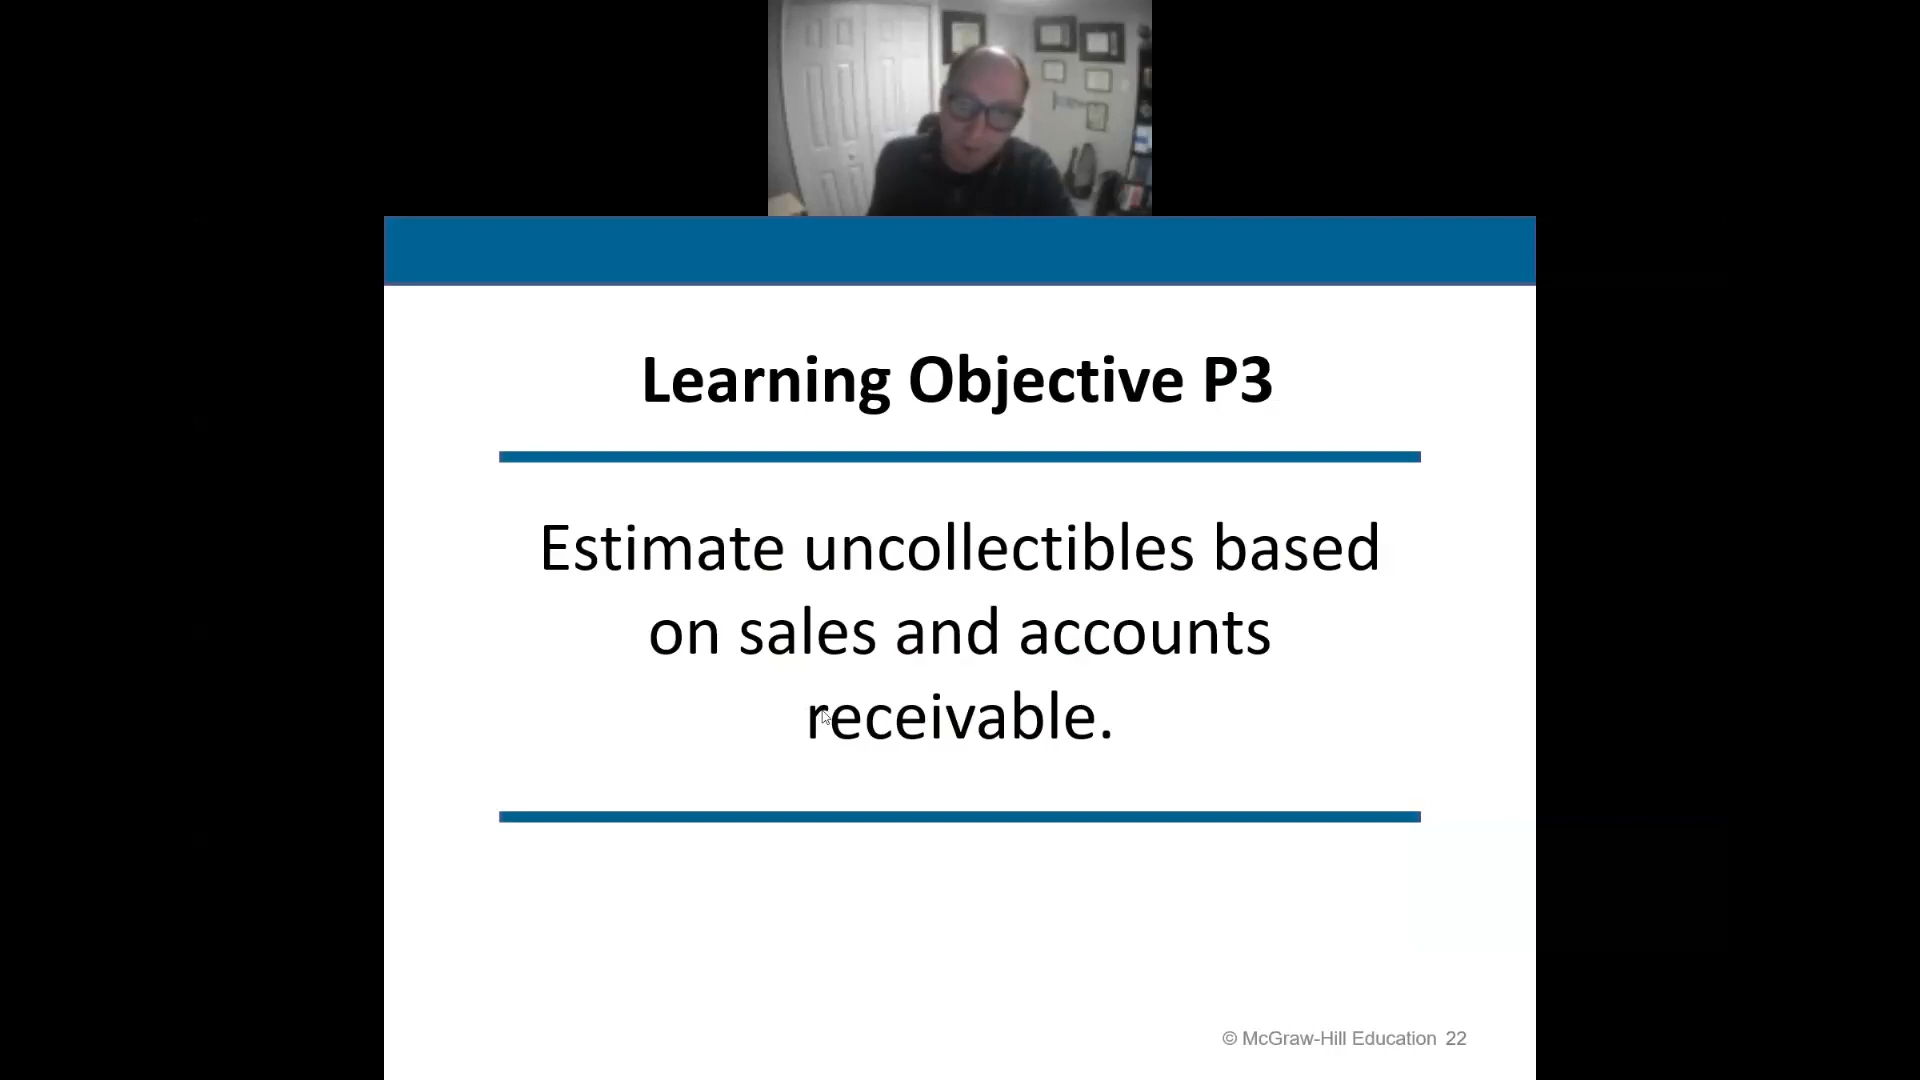 Learning Objective P3
Estimate uncollectibles based
on sales and accounts
receivable.
© McGraw-Hill Education 22